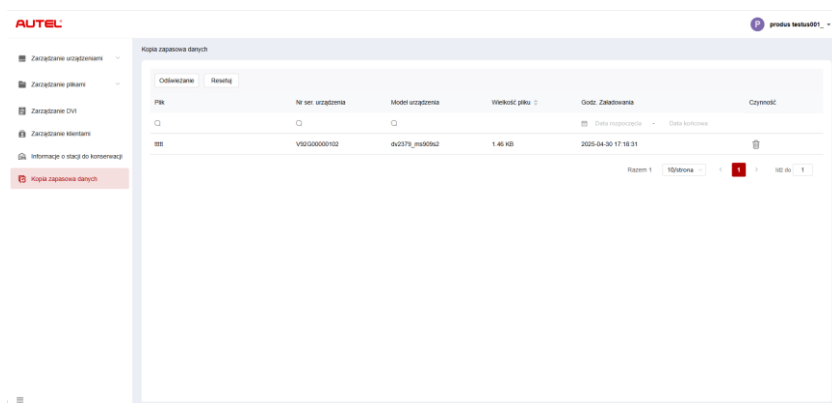 AUTEL
P produs testus001_
Zarządzanie urządzeniami
Zarządzanie plikami
Zarządzanie DVI
Zarządzanie klientami
Informacje o stacji do konserwacji
Kopia zapasowa danych
Kopia zapasowa danych
Odświeżanie Resetuj
Plik Nr ser. urządzenia Model urządzenia Wielkość pliku Godz. Załadowania Czynność
Data rozpoczęcia - Data końcowa
tttt V92G00000102 dv2379_ms909s2 1.46 KB 2025-04-30 17:18:31
Razem 1 10/strona < 1 > Idź do 1